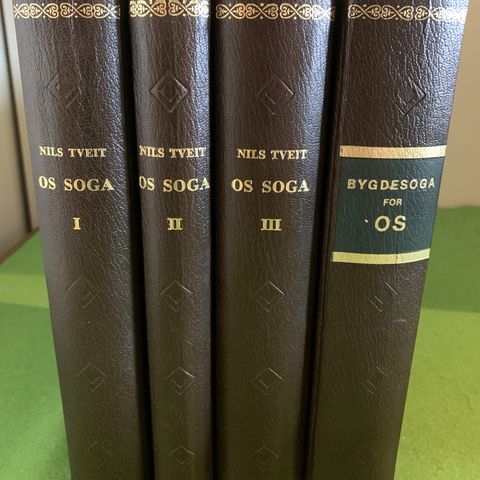 NILS TVEIT
OS SOGA
I
NILS TVEIT
OS SOGA
II
NILS TVEIT
OS SOGA
III
BYGDESOGA
FOR
OS